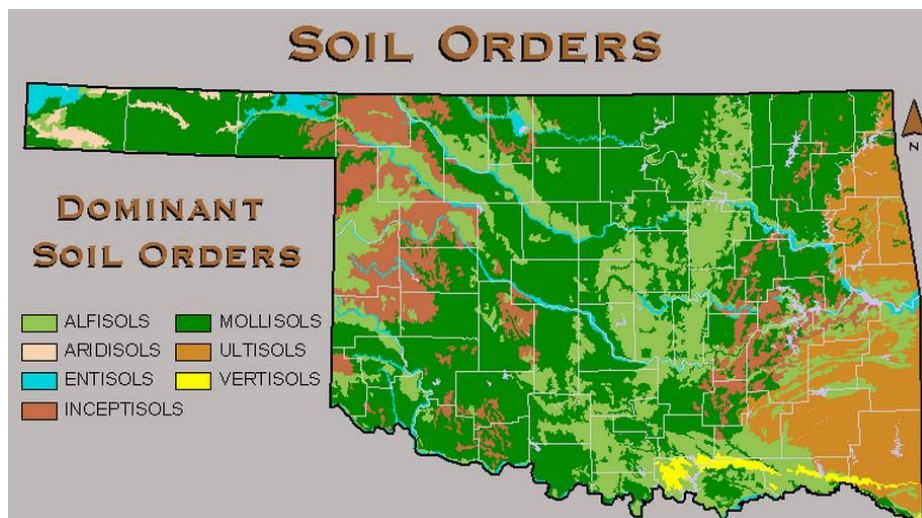 SOIL ORDERS
N
DOMINANT
SOIL ORDERS
ALFISOLS MOLLISOLS
ARIDISOLS ULTISOLS
ENTISOLS VERTISOLS
INCEPTISOLS